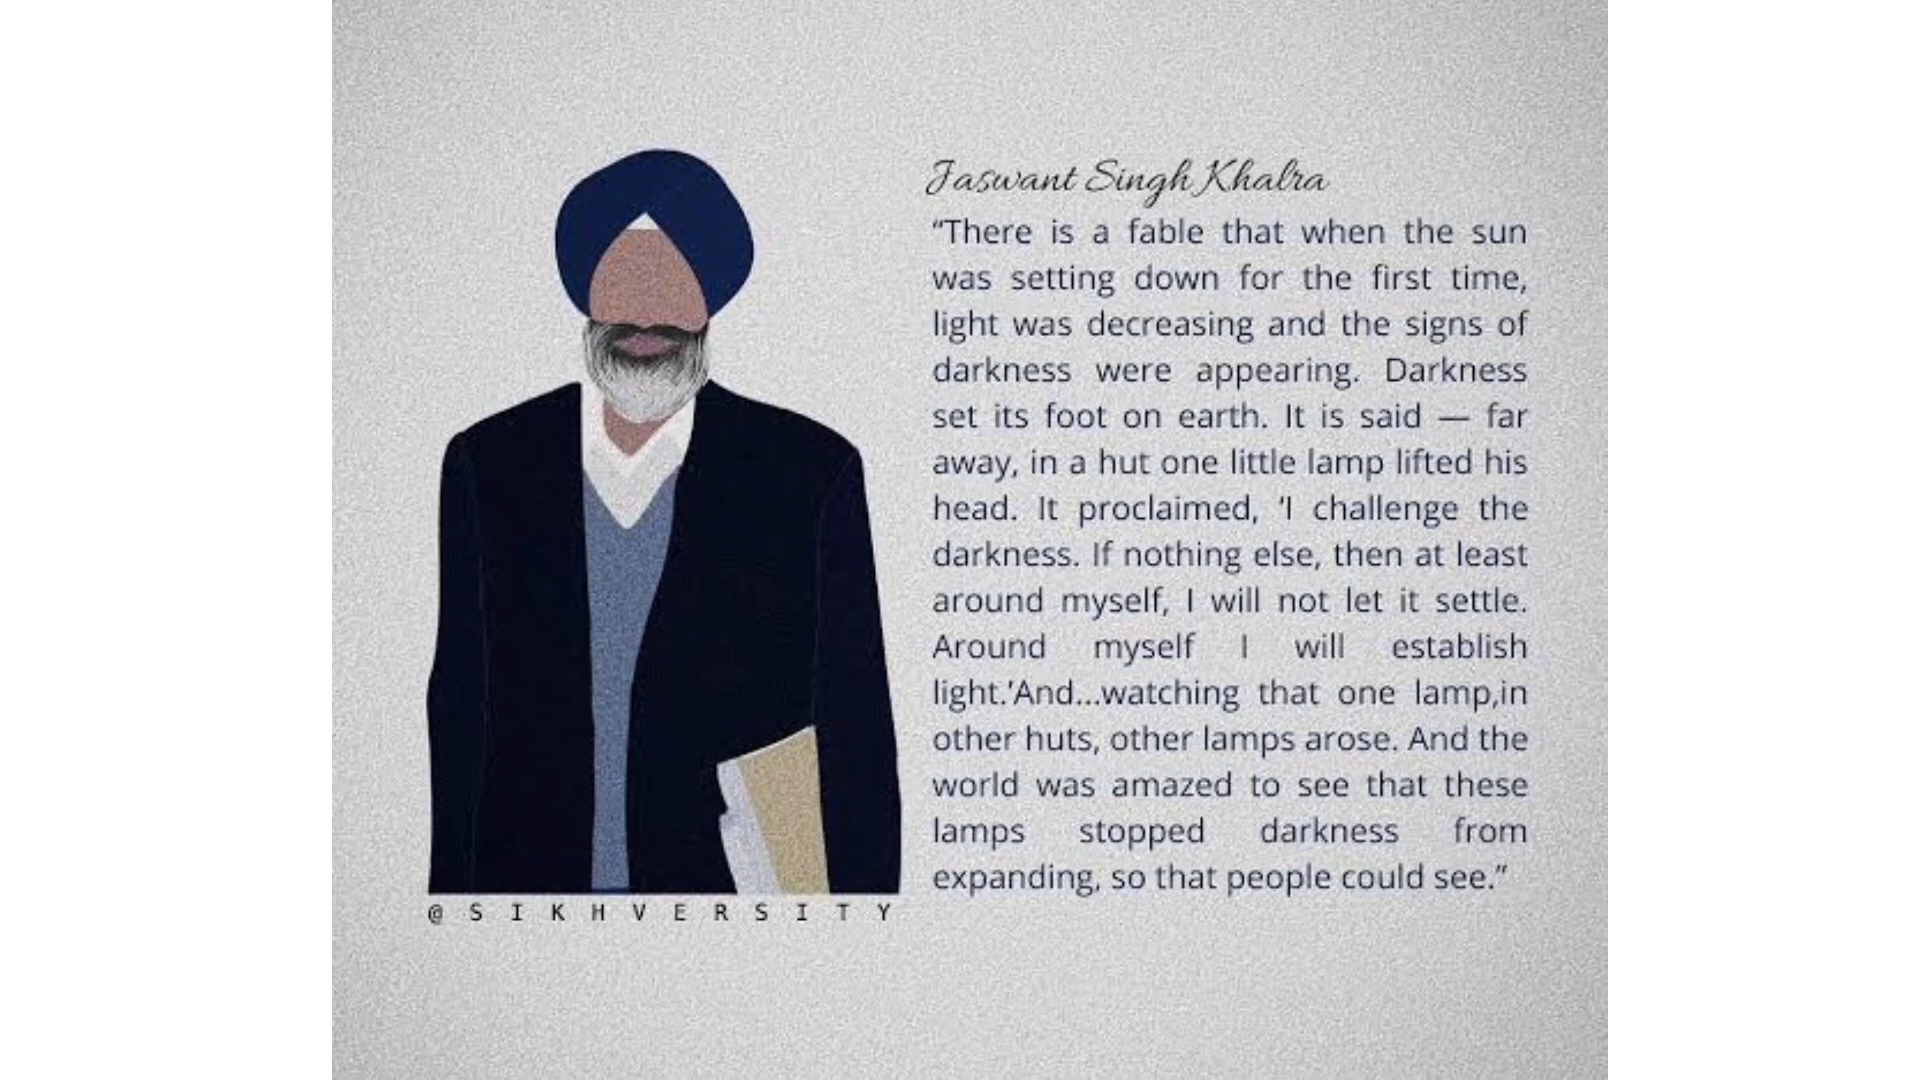 Jaswant Singh Khalra
“There is a fable that when the sun
was setting down for the first time,
light was decreasing and the signs of
darkness were appearing. Darkness
set its foot on earth. It is said — far
away, in a hut one little lamp lifted his
head. It proclaimed, ‘I challenge the
darkness. If nothing else, then at least
around myself, I will not let it settle.
Around myself I will establish
light.’And...watching that one lamp,in
other huts, other lamps arose. And the
world was amazed to see that these
lamps stopped darkness from
expanding, so that people could see.”
@SIKHVERSITY